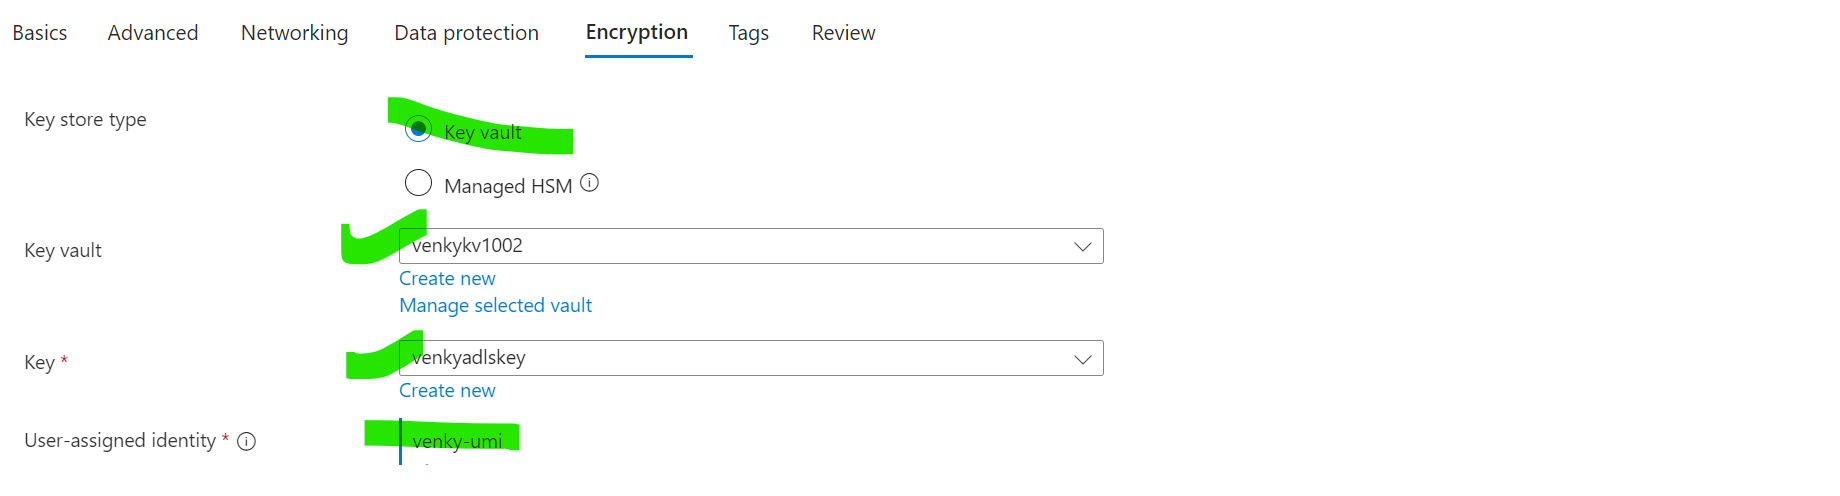 Basics Advanced Networking Data protection Encryption Tags Review
Key store type
Key vault
Managed HSM
Key vault
venkykv1002
Create new
Manage selected vault
Key *
venkyadlskey
Create new
User-assigned identity *
venky-umi